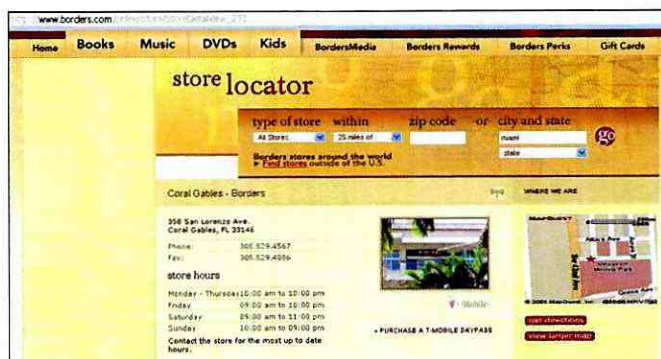 www.borders.com
Home Books Music DVDs Kids BordersMedia Borders Rewards Borders Perks Gift Cards
store locator
type of store within zip code -or- city and state
All Stores 25 miles of miami go
state
Borders stores around the world
Find stores outside of the U.S.
Coral Gables - Borders WHERE WE ARE
358 San Lorenzo Ave.
Coral Gables, FL 33146
Phone: 305.529.4567
Fax:
store hours
Monday - Thursday 10:00 am to 10:00 pm
Friday 09:00 am to 10:00 pm
Saturday 09:00 am to 11:00 pm
Sunday 10:00 am to 09:00 pm
Contact the store for the most up to date
hours.
T · Mobile
PURCHASE A T-MOBILE DAYPASS
MAPQUEST
get directions
view larger map